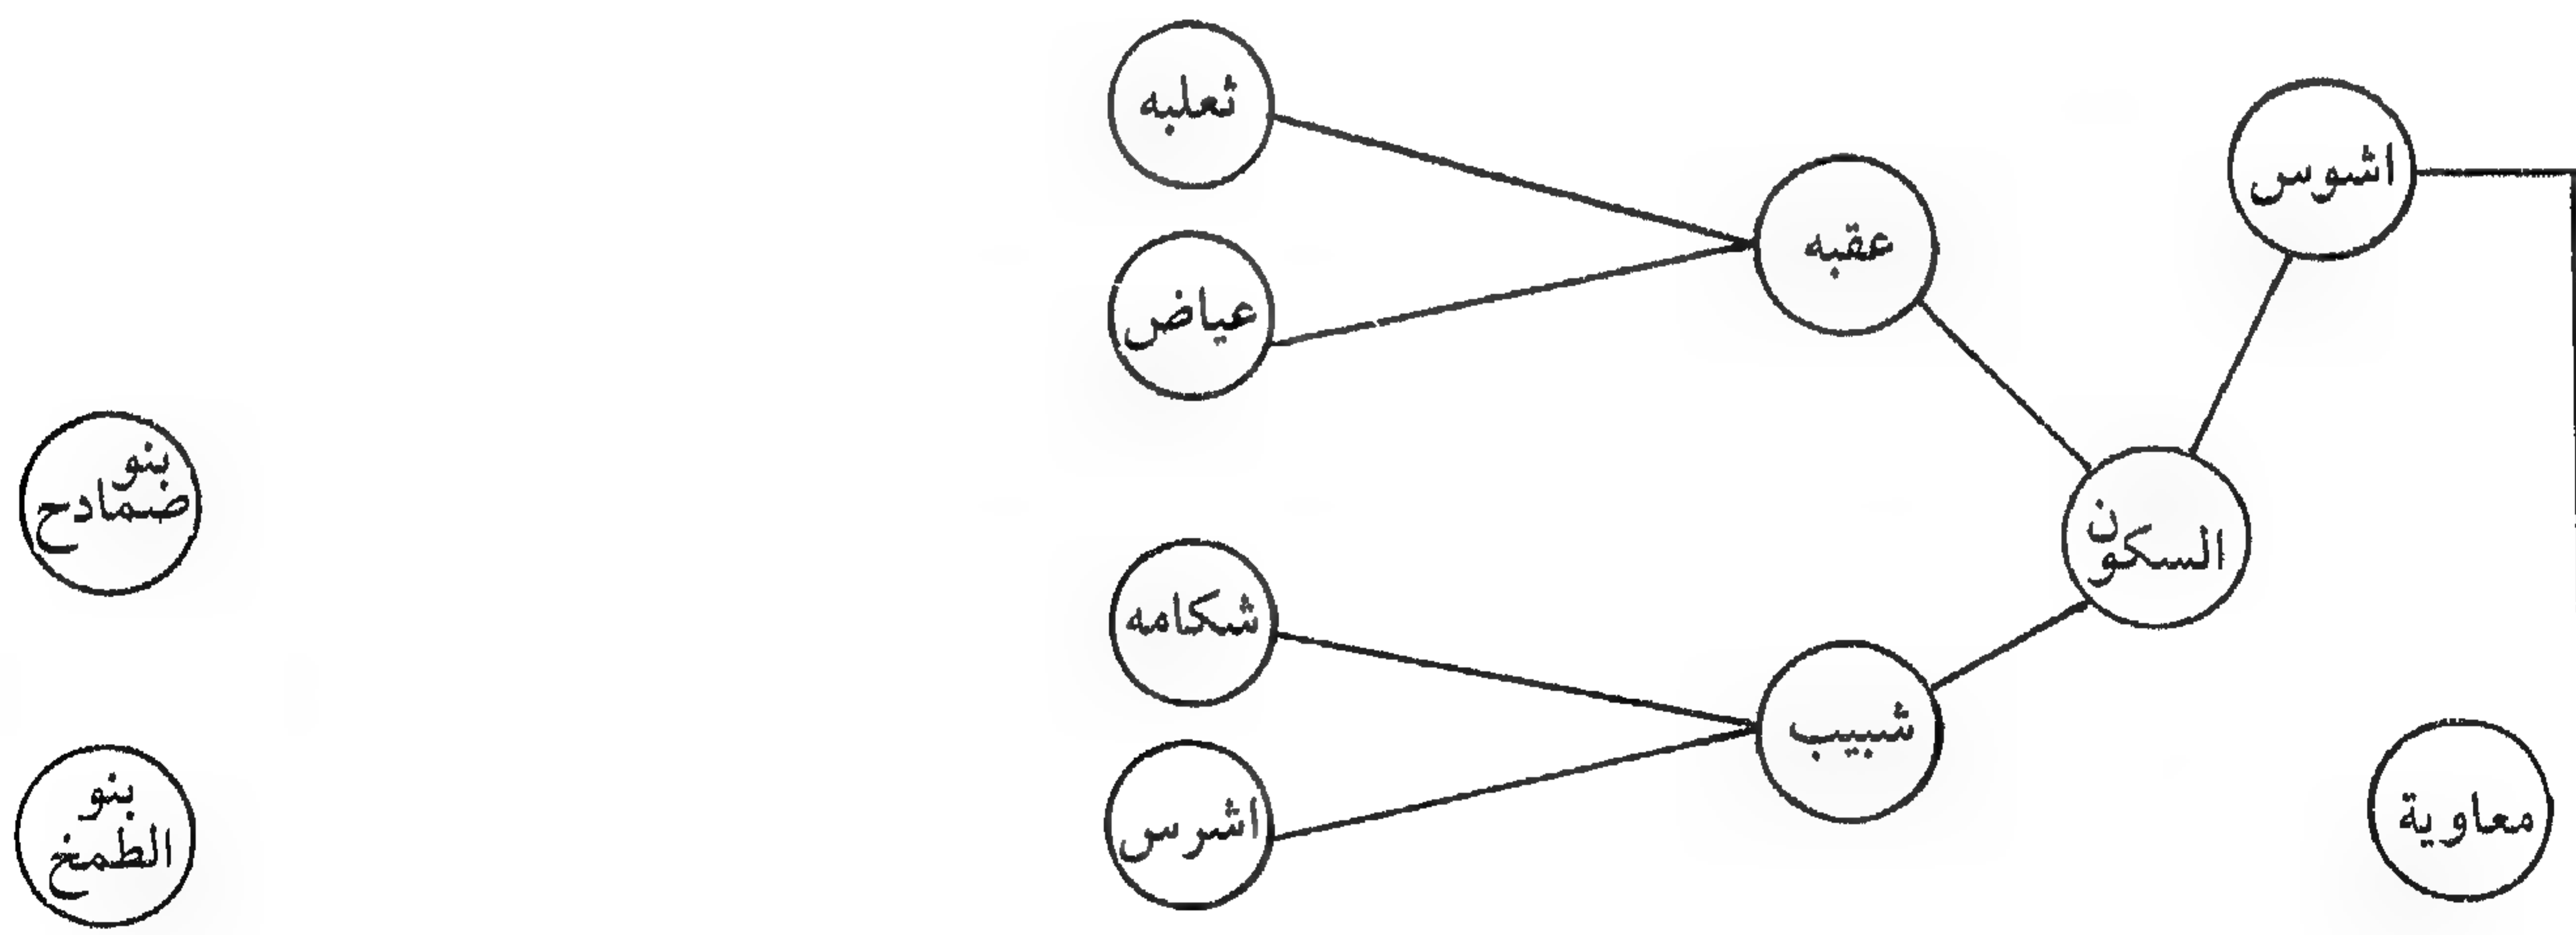 اشوس
السكون
معاوية
عقبه
شبيب
ثعلبه
عياض
شكامه
اشرس
بنو
ضمادح
بنو
الطمخ